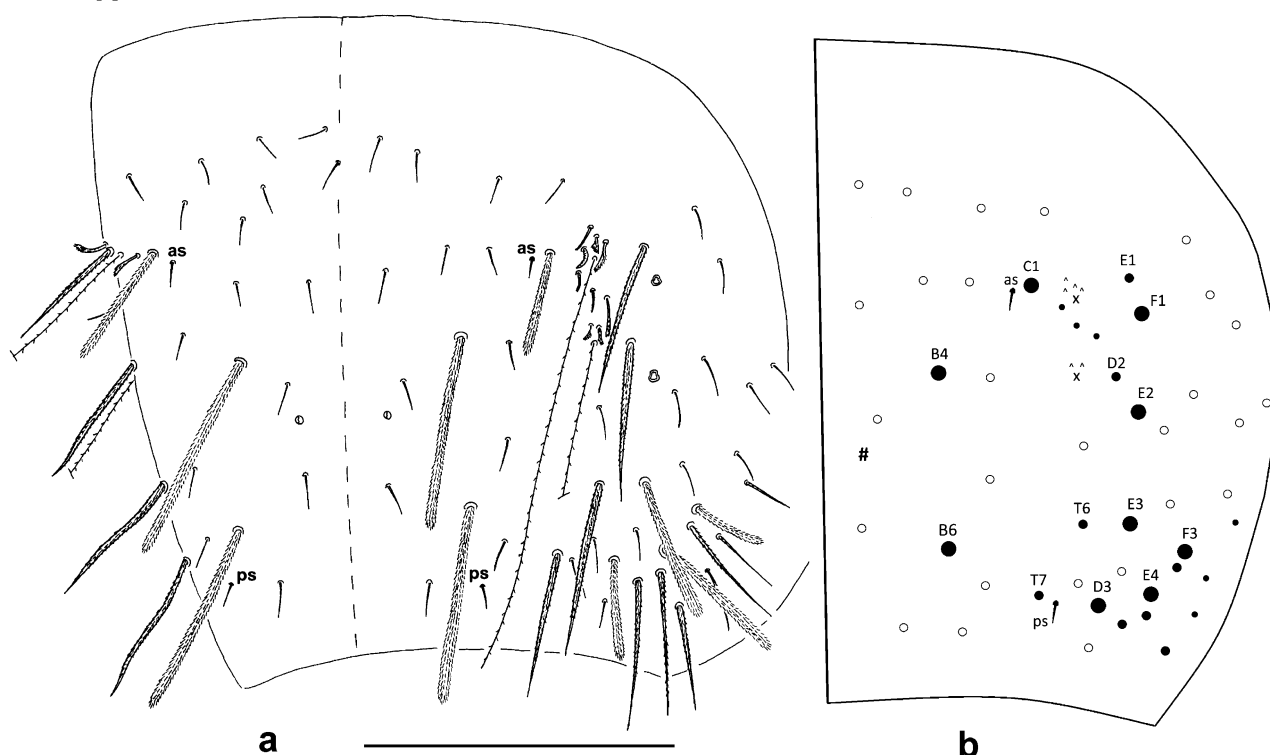 as
as
ps
ps
a
C1
E1
as
^
^
^ ^
x
F1
B4
^ ^
x
D2
E2
#
T6
E3
B6
F3
T7
D3
E4
ps
b